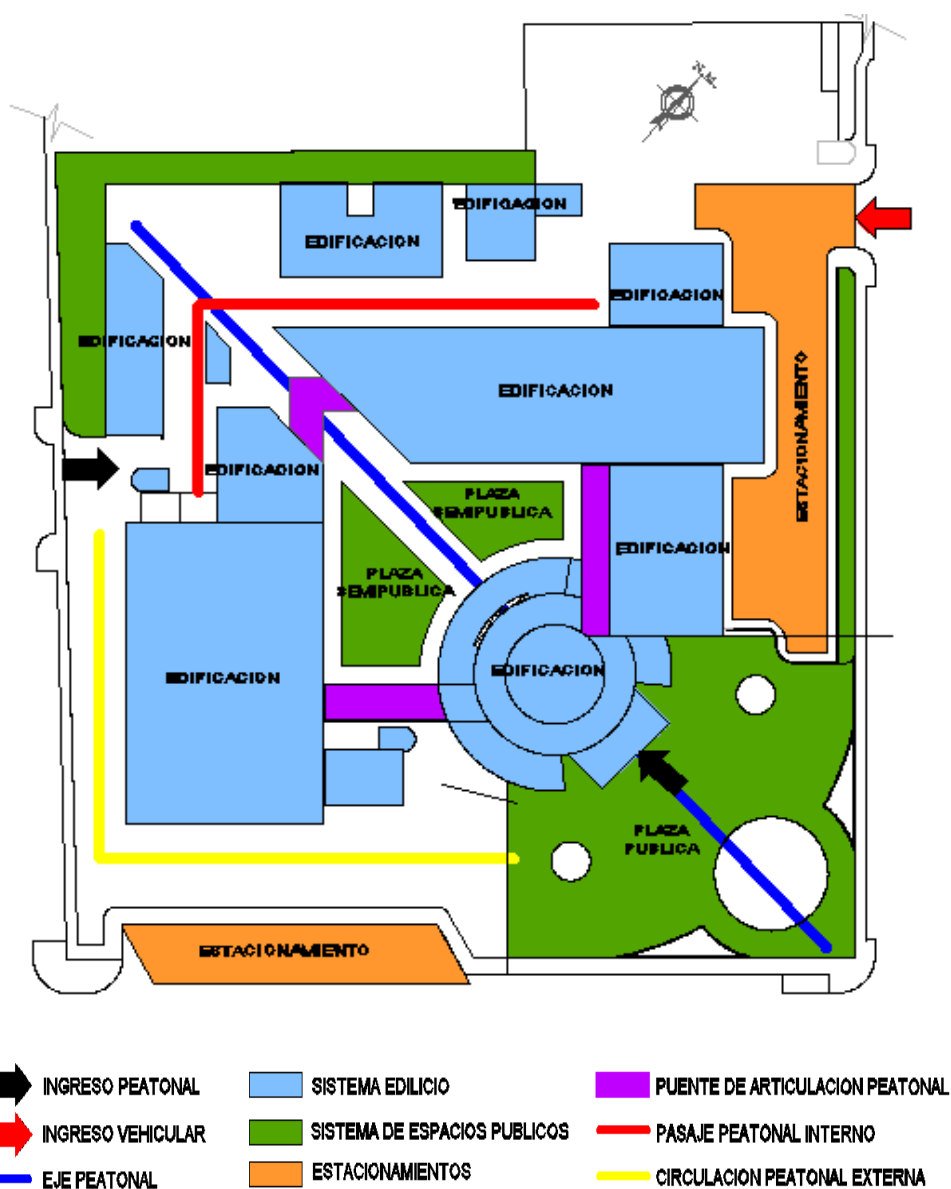 N M
EDIFICACION
EDIFICACION
EDIFICACION
EDIFICACION
EDIFICACION
ESTACIONAMIENTO
EDIFICACION
PLAZA
SEMIPUBLICA
EDIFICACION
PLAZA
SEMIPUBLICA
EDIFICACION
EDIFICACION
PLAZA
PUBLICA
ESTACIONAMIENTO
INGRESO PEATONAL
SISTEMA EDILICIO
PUENTE DE ARTICULACION PEATONAL
INGRESO VEHICULAR
SISTEMA DE ESPACIOS PUBLICOS
PASAJE PEATONAL INTERNO
EJE PEATONAL
ESTACIONAMIENTOS
CIRCULACION PEATONAL EXTERNA